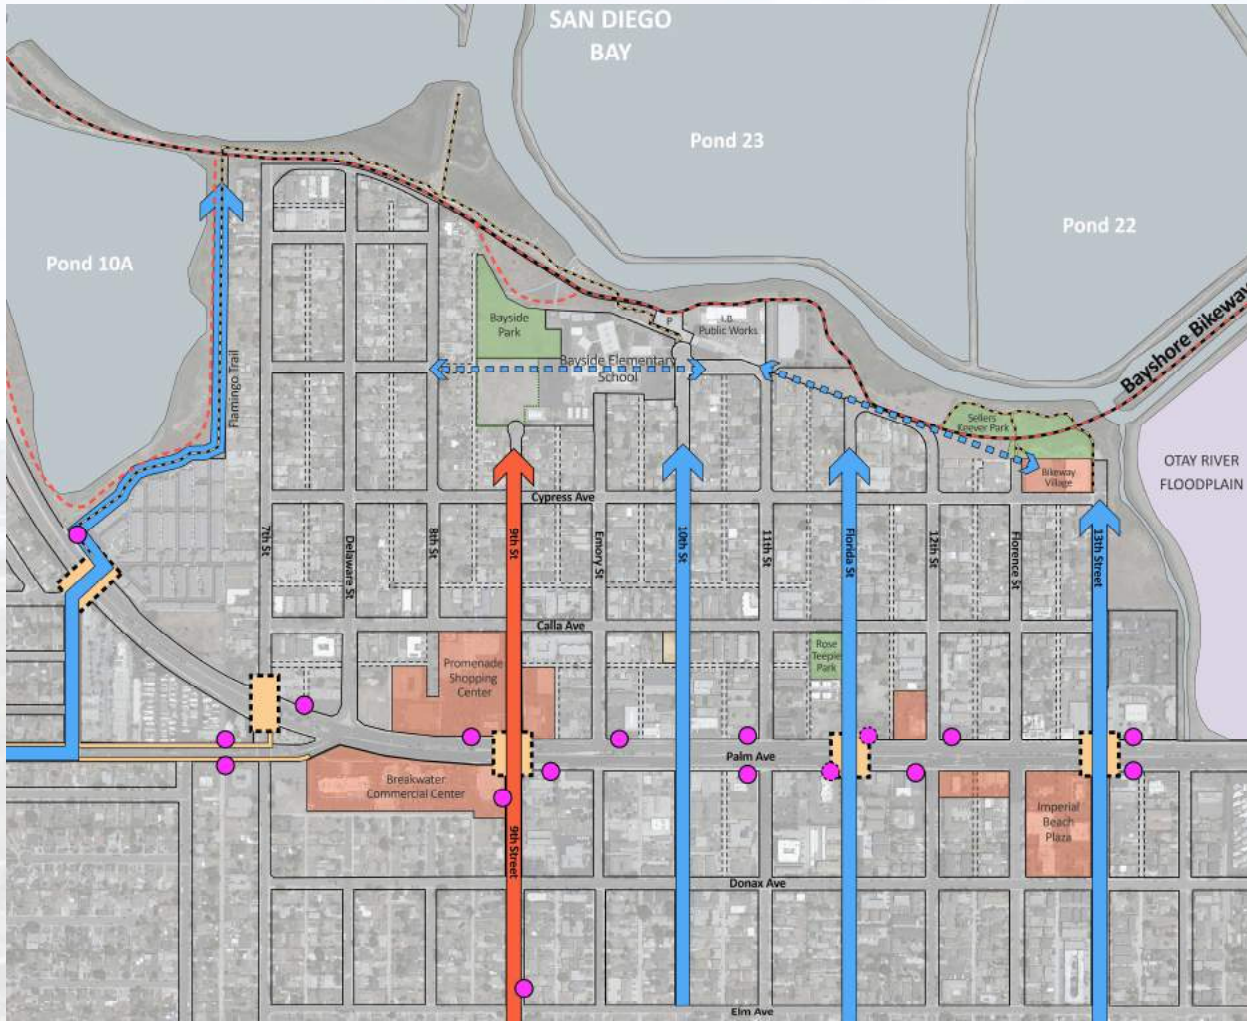 SAN DIEGO
BAY
Pond 23
Pond 22
Pond 10A
Bayshore Bikeway
Flamingo Trail
Bayside
Park
P
I.B.
Public Works
Bayside Elementary
School
Sellers
Keever Park
Bikeway
Village
OTAY RIVER
FLOODPLAIN
Cypress Ave
7th St
Delaware St
8th St
9th St
Emory St
10th St
11th St
Florida St
12th St
Florence St
13th Street
Calla Ave
Promenade
Shopping
Center
Rose
Teeple
Park
Palm Ave
Breakwater
Commercial Center
Imperial
Beach
Plaza
9th Street
Donax Ave
Elm Ave